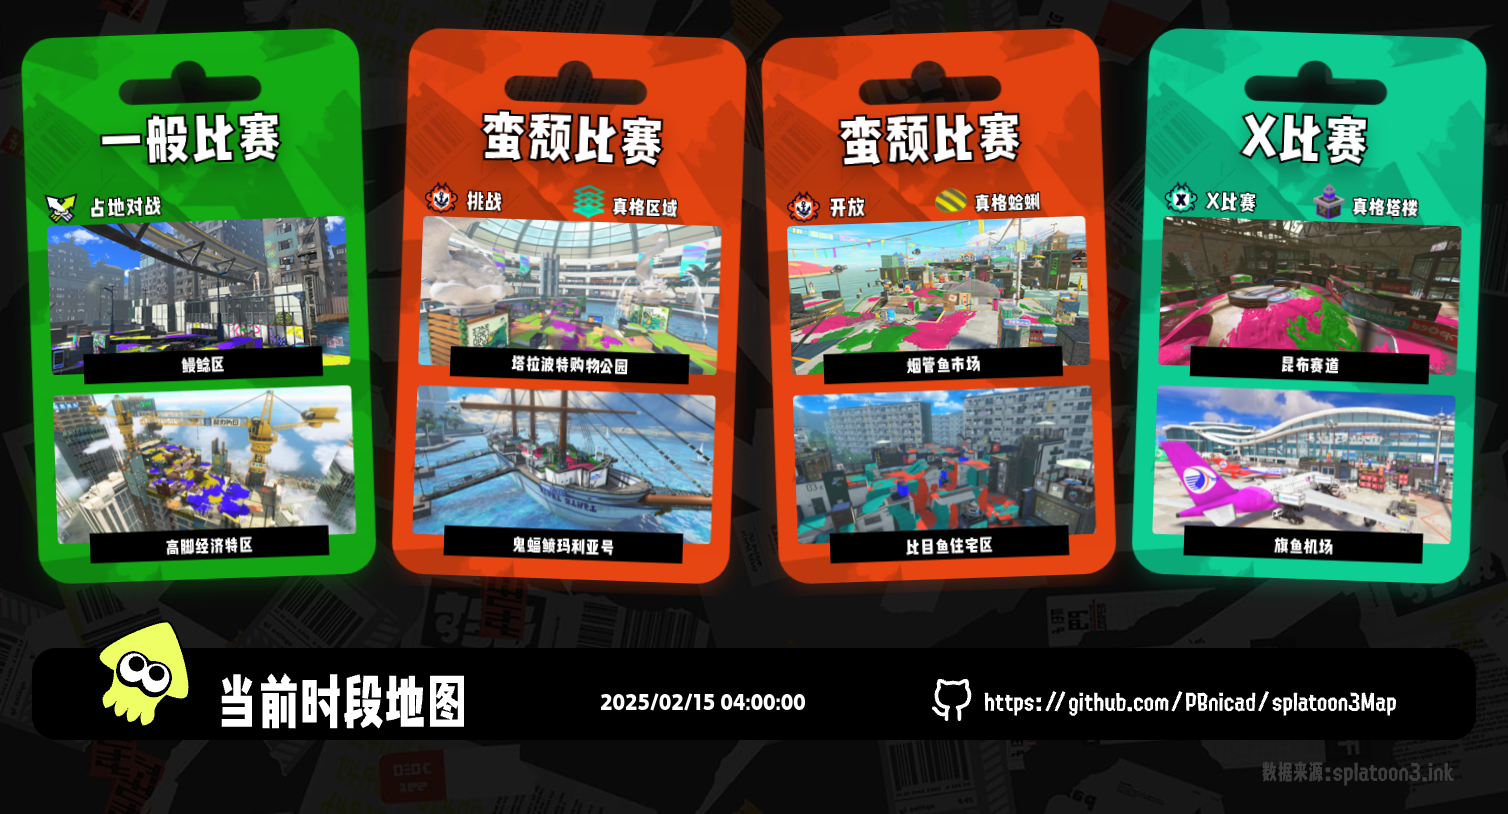 一般比赛
占地对战
鳗鲶区
高脚经济特区
蛮颓比赛
挑战
真格区域
塔拉波特购物公园
鬼蝠鲼玛利亚号
蛮颓比赛
开放
真格蛤蜊
烟管鱼市场
比目鱼住宅区
X比赛
X比赛
真格塔楼
昆布赛道
旗鱼机场
当前时段地图
2025/02/15 04:00:00
https://github.com/PBnicad/splatoon3Map
数据来源:splatoon3.ink